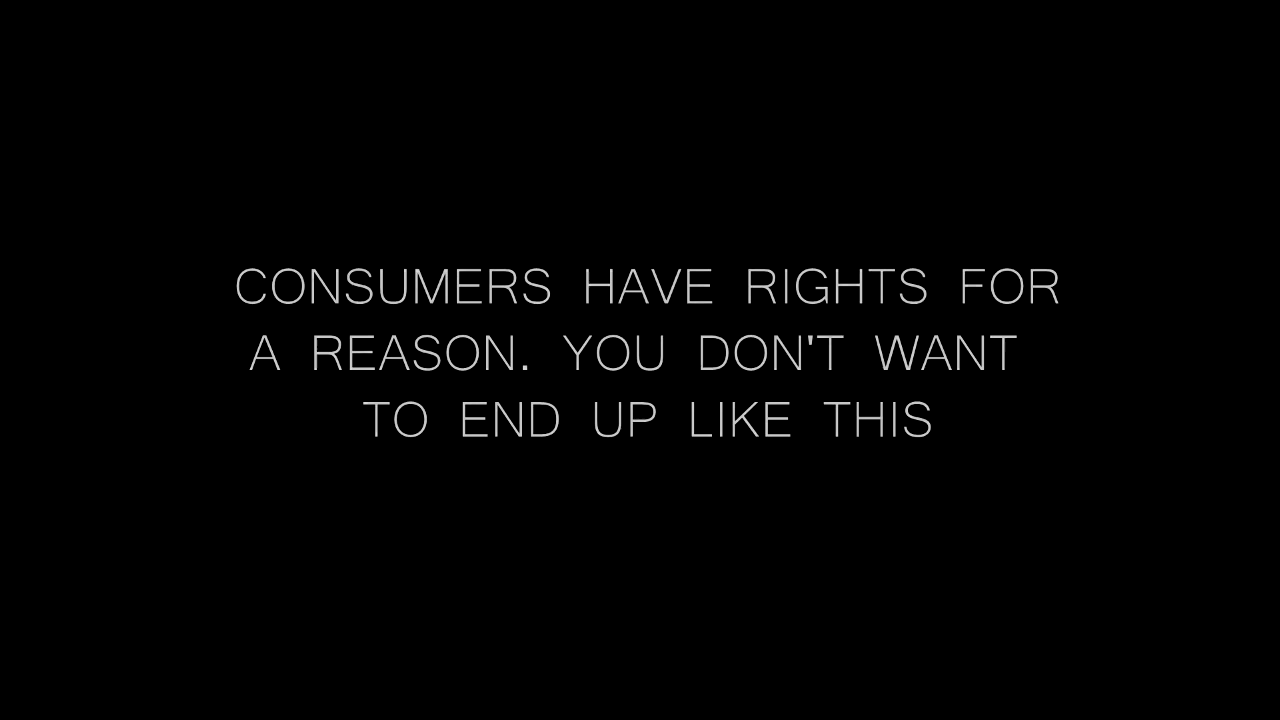 CONSUMERS HAVE RIGHTS FOR
A REASON. YOU DON'T WANT
TO END UP LIKE THIS